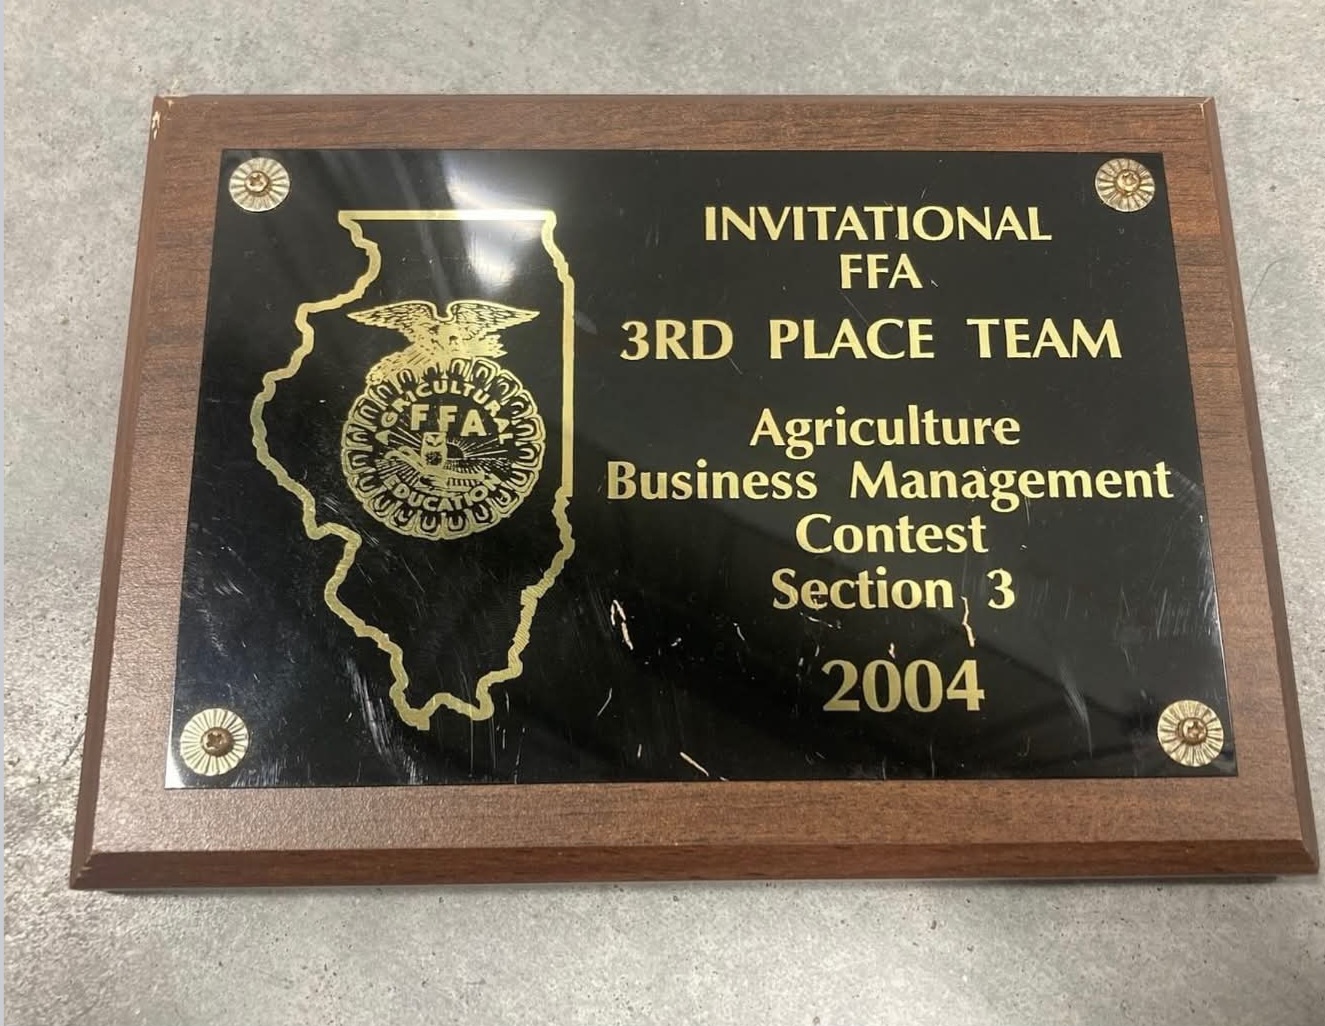 AGRICULTURAL
FFA
EDUCATION
INVITATIONAL
FFA
3RD PLACE TEAM
Agriculture
Business Management
Contest
Section 3
2004